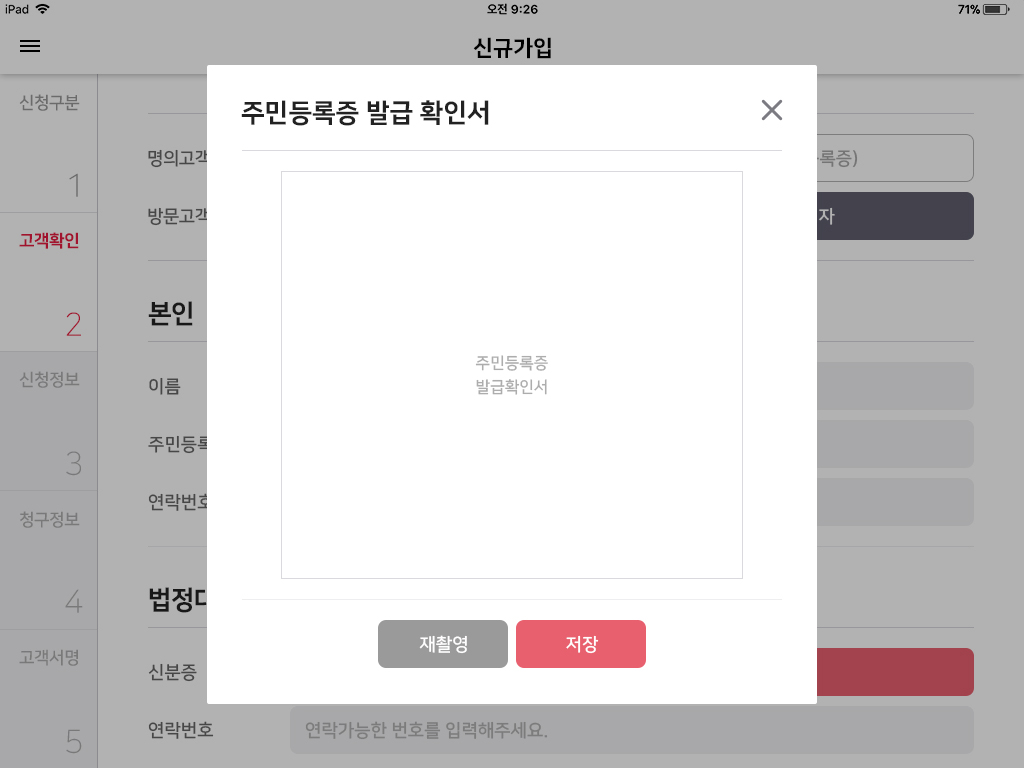 iPad
오전 9:26
71%
신규가입
신청구분
1
고객확인
2
신청정보
3
청구정보
4
고객서명
5
주민등록증 발급 확인서
명의고객
록증)
방문고객
자
본인
이름
주민등록
연락번호
주민등록증
발급확인서
법정대
재촬영
저장
신분증
연락번호
연락가능한 번호를 입력해주세요.